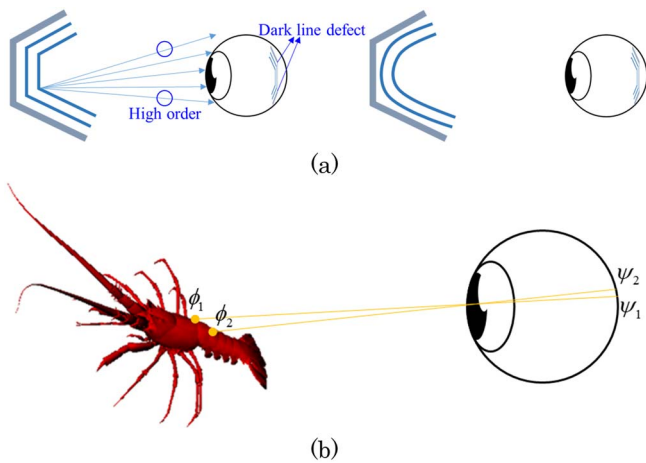 Dark line defect
High order
(a)
ϕ₁
ϕ₂
ψ₂
ψ₁
(b)